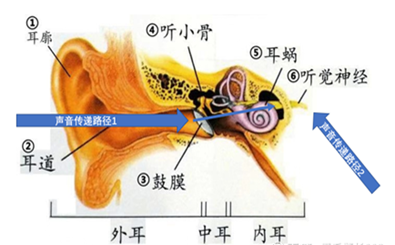 ①
耳廓
④听小骨
⑤耳蜗
⑥听觉神经
声音传递路径1
声音传递路径2
②
耳道
③鼓膜
外耳
中耳
内耳